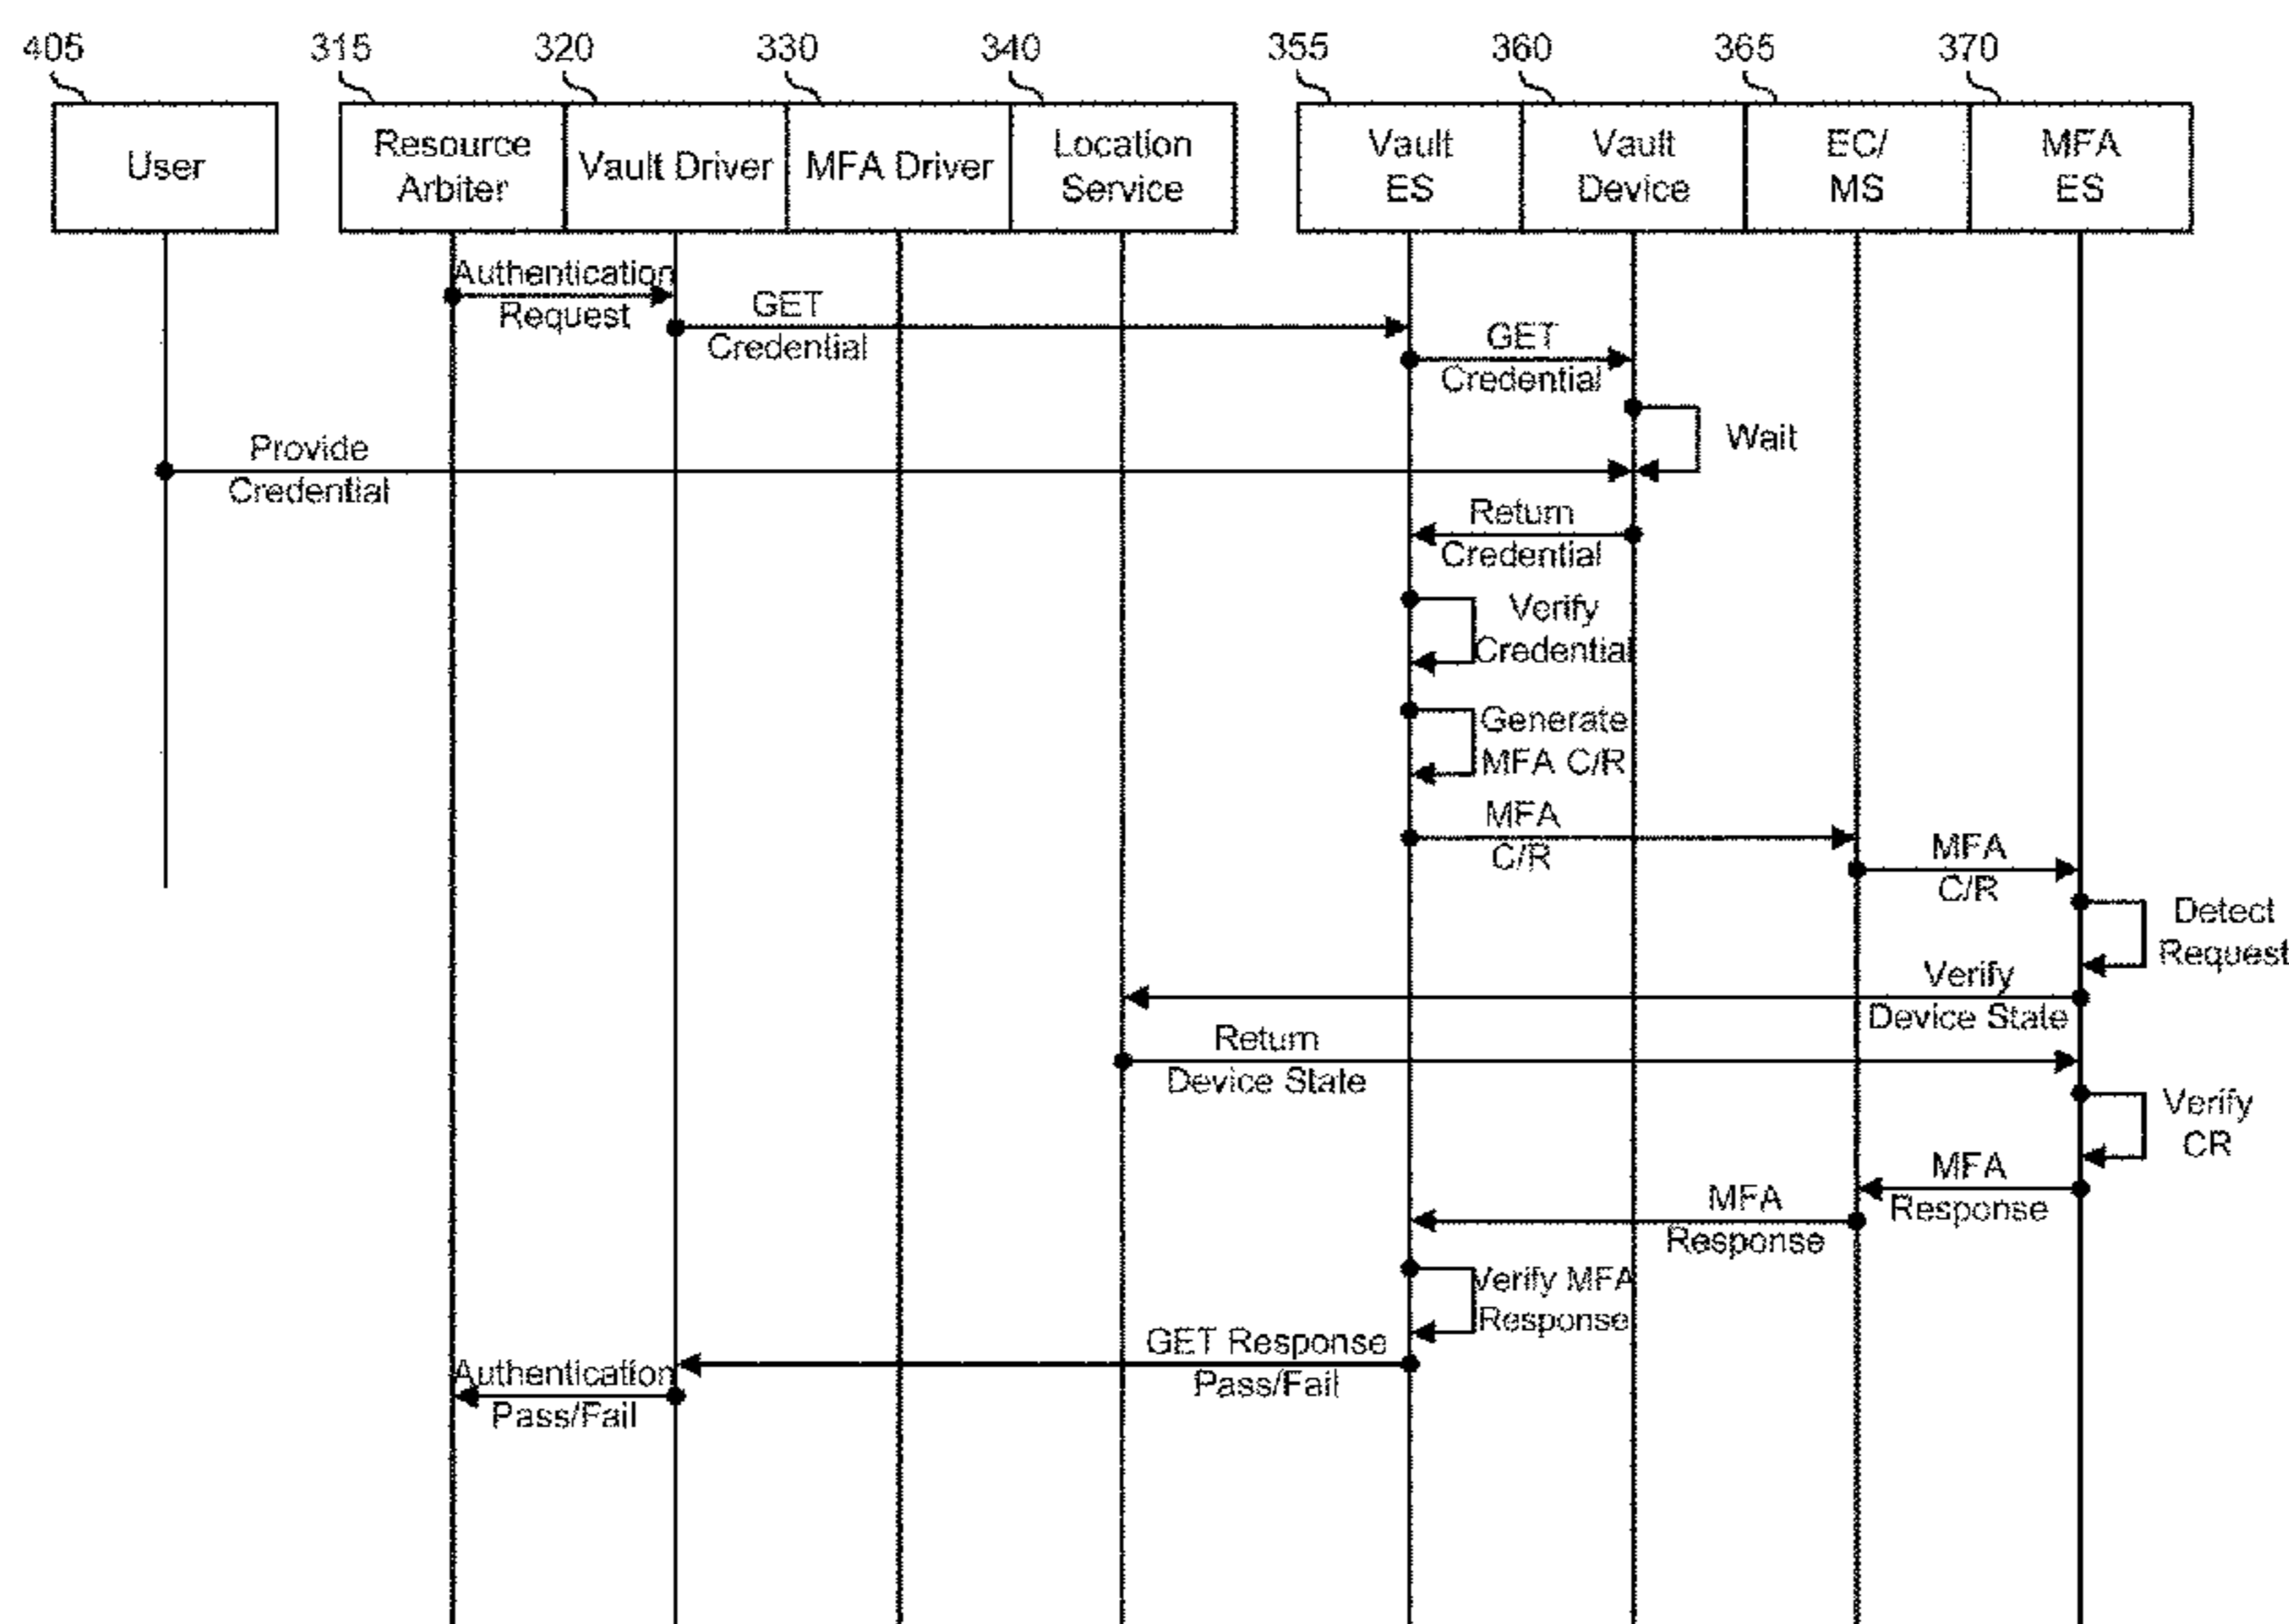 405 315 320 330 340 355 360 365 370
User
Resource
Arbiter
Vault Driver
MFA Driver
Location
Service
Vault
ES
Vault
Device
EC/
MS
MFA
ES
Authentication
Request
GET
Credential
GET
Credential
Wait
Provide
Credential
Return
Credential
Verify
Credential
Generate
MFA C/R
MFA
C/R
MFA
C/R
Detect
Request
Verify
Device State
Return
Device State
Verify
CR
MFA
Response
MFA
Response
Verify MFA
Response
GET Response
Pass/Fail
Authentication
Pass/Fail